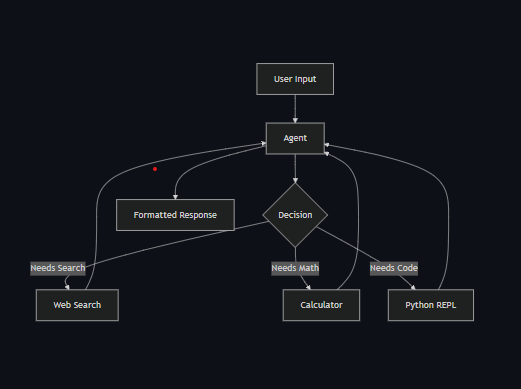 User Input
Agent
Formatted Response
Decision
Needs Search
Needs Math
Needs Code
Web Search
Calculator
Python REPL